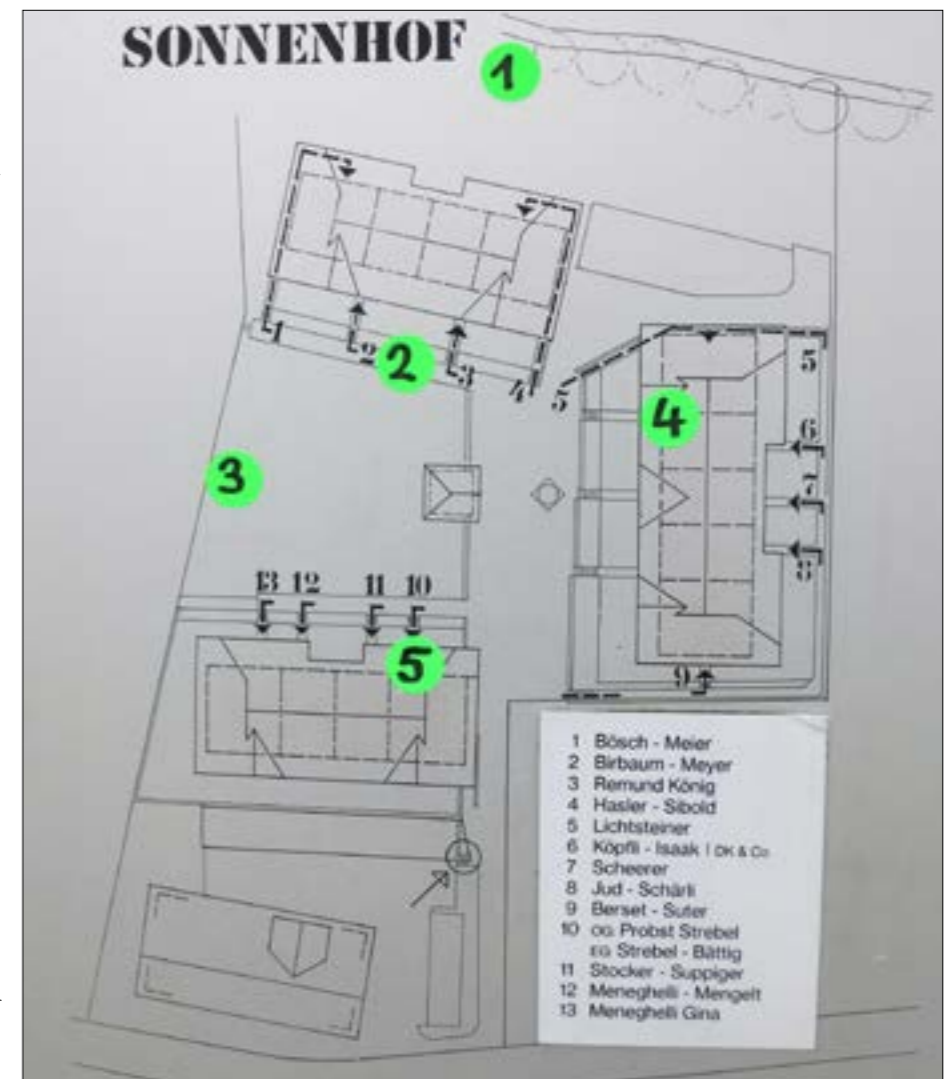 SONNENHOF
1
1
2
2
3
4
5
5
4
6
3
7
8
13 12 11 10
5
9
1 Bösch - Meier
2 Birbaum - Meyer
3 Remund König
4 Hasler - Sibold
5 Lichtsteiner
6 Köpfli - Isaak | DK & Co.
7 Scheerer
8 Jud - Schärli
9 Berset - Suter
10 OG Probst Strebel
EG Strebel - Bättig
11 Stocker - Suppiger
12 Meneghelli - Mengelt
13 Meneghelli Gina